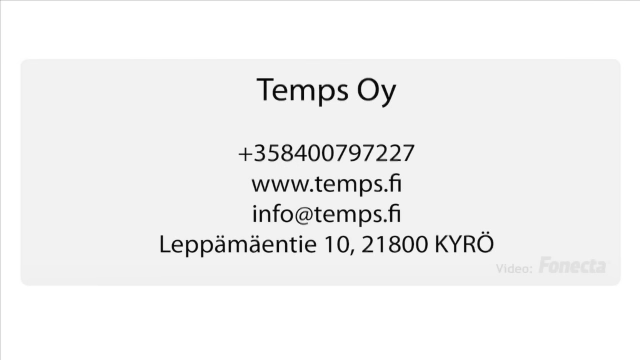 Temps Oy
+358400797227
www.temps.fi
info@temps.fi
Leppämäentie 10, 21800 KYRÖ
Video: Fonecta